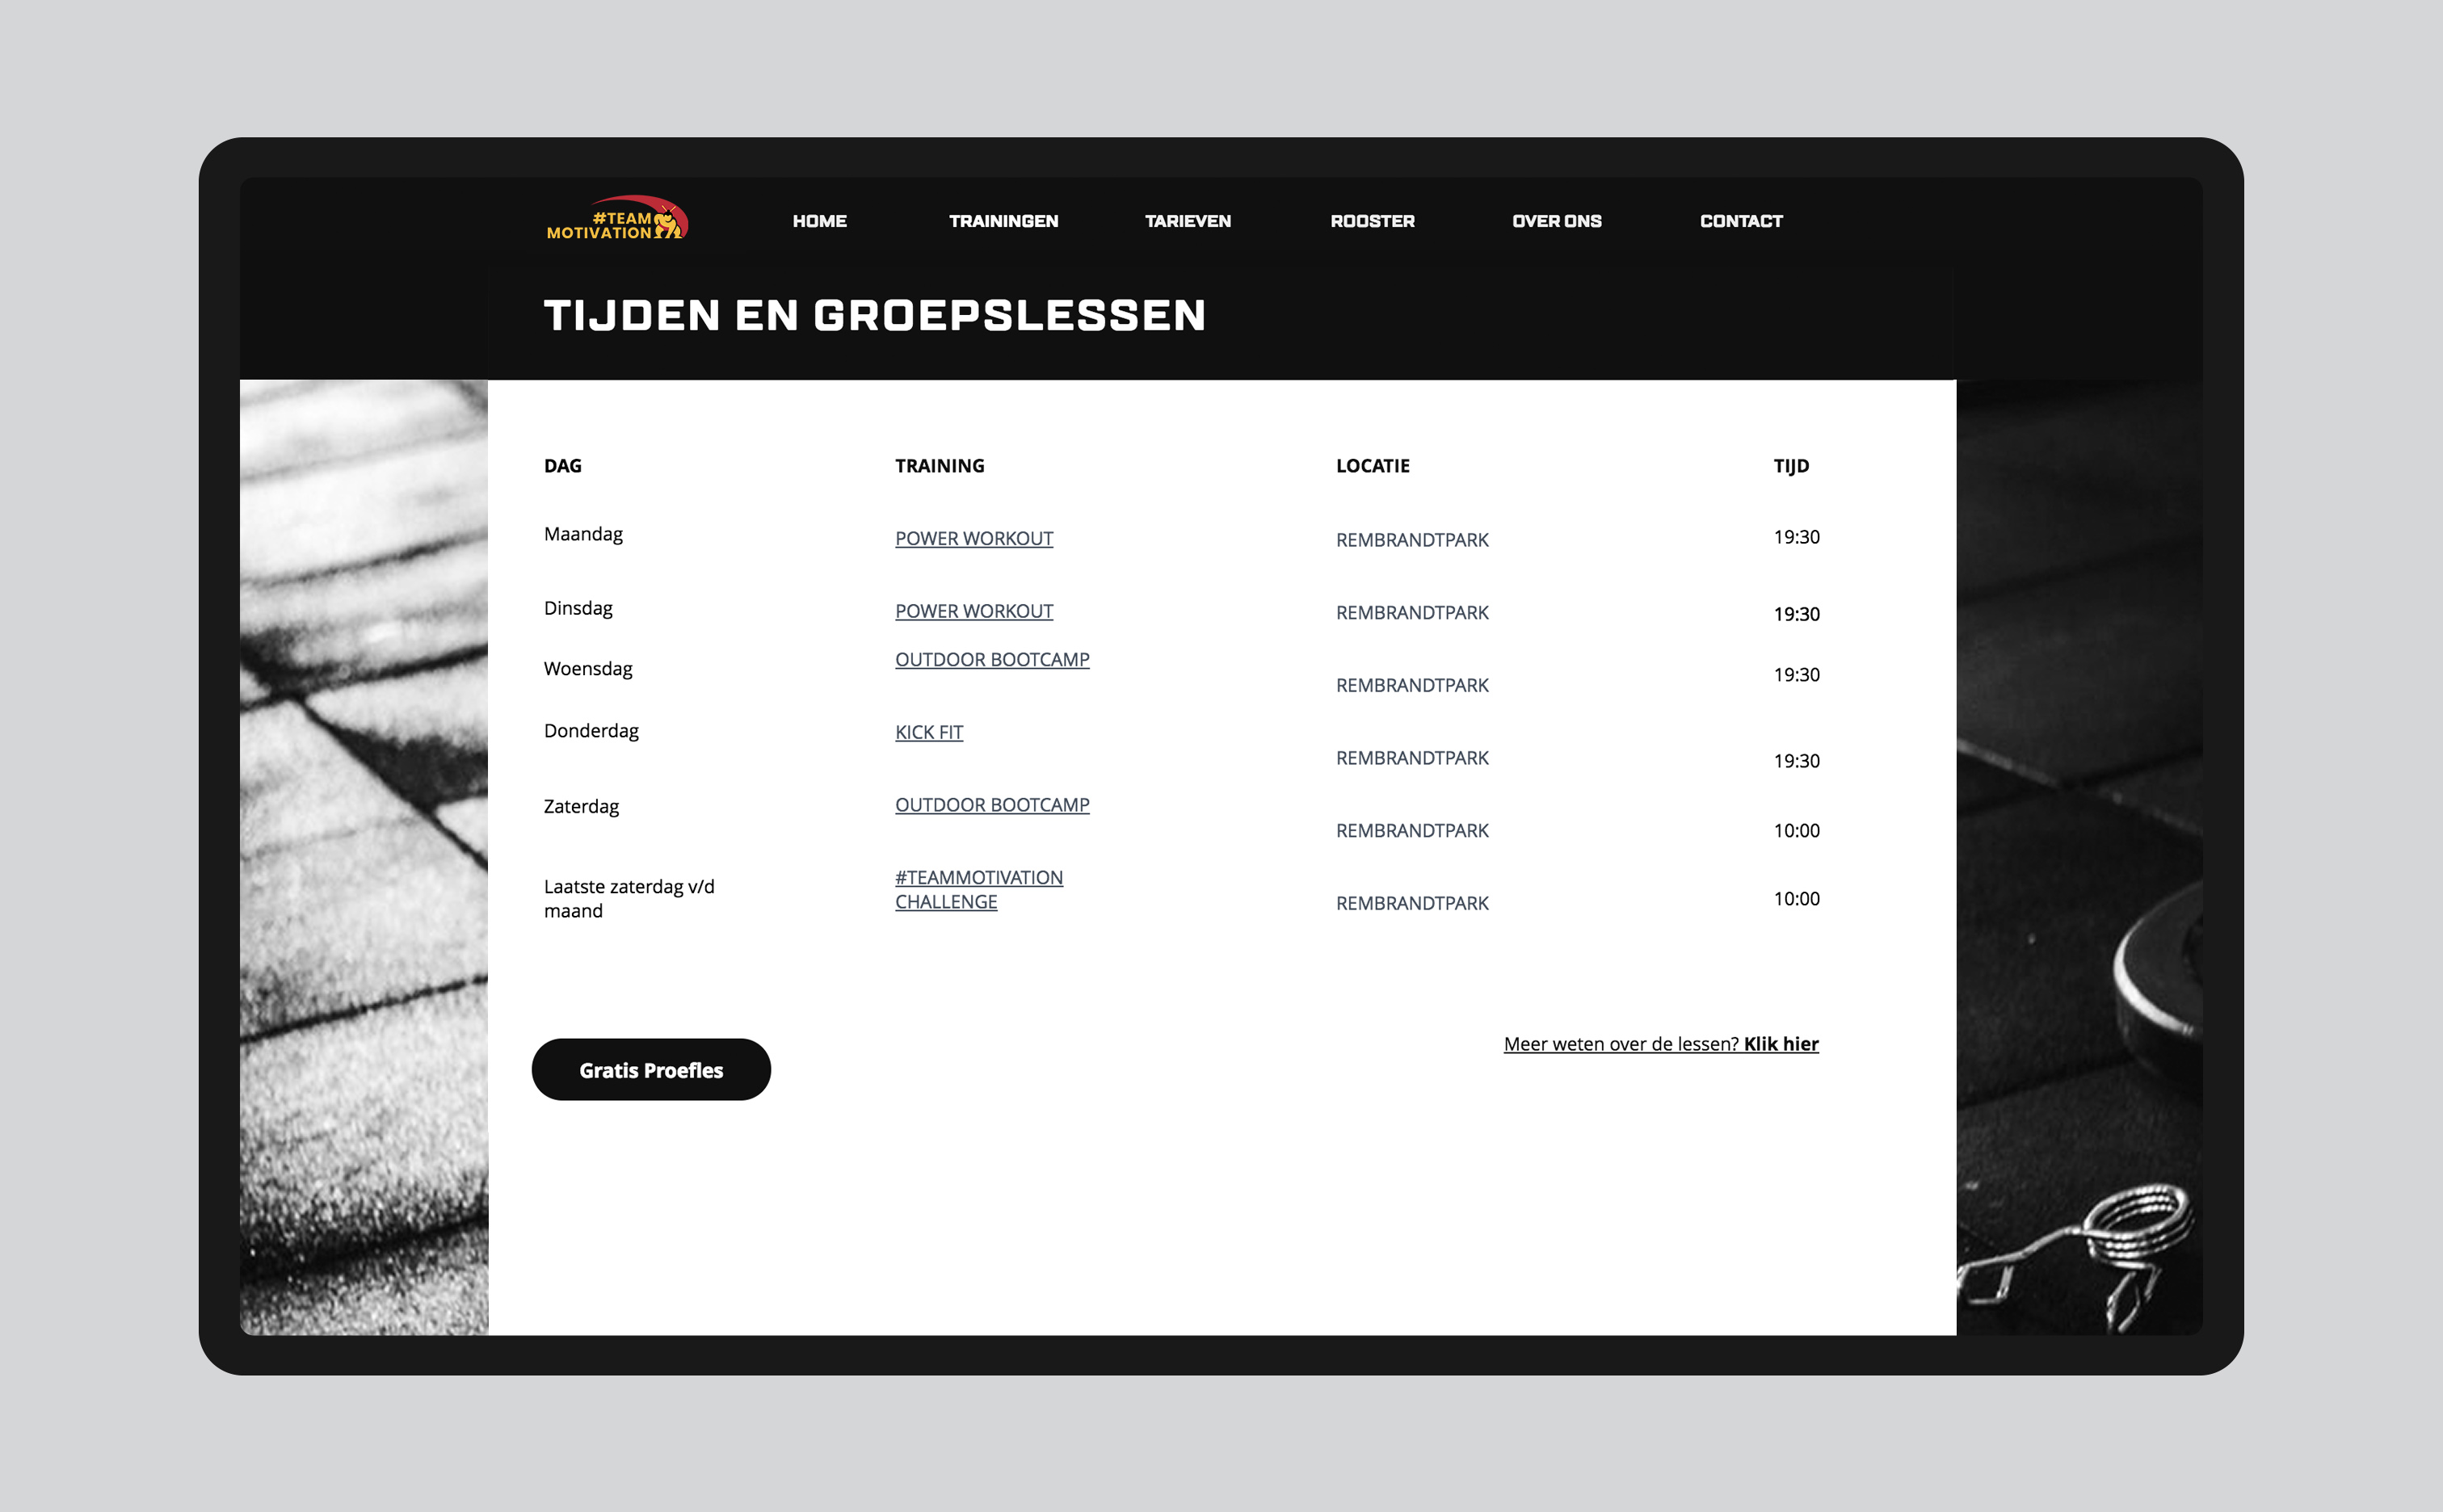 #TEAM
MOTIVATION
HOME TRAININGEN TARIEVEN ROOSTER OVER ONS CONTACT
TIJDEN EN GROEPSLESSEN
DAG TRAINING LOCATIE TIJD
Maandag POWER WORKOUT REMBRANDTPARK 19:30
Dinsdag POWER WORKOUT REMBRANDTPARK 19:30
Woensdag OUTDOOR BOOTCAMP REMBRANDTPARK 19:30
Donderdag KICK FIT REMBRANDTPARK 19:30
Zaterdag OUTDOOR BOOTCAMP REMBRANDTPARK 10:00
Laatste zaterdag v/d #TEAMMOTIVATION
maand CHALLENGE REMBRANDTPARK 10:00
Meer weten over de lessen? Klik hier
Gratis Proefles